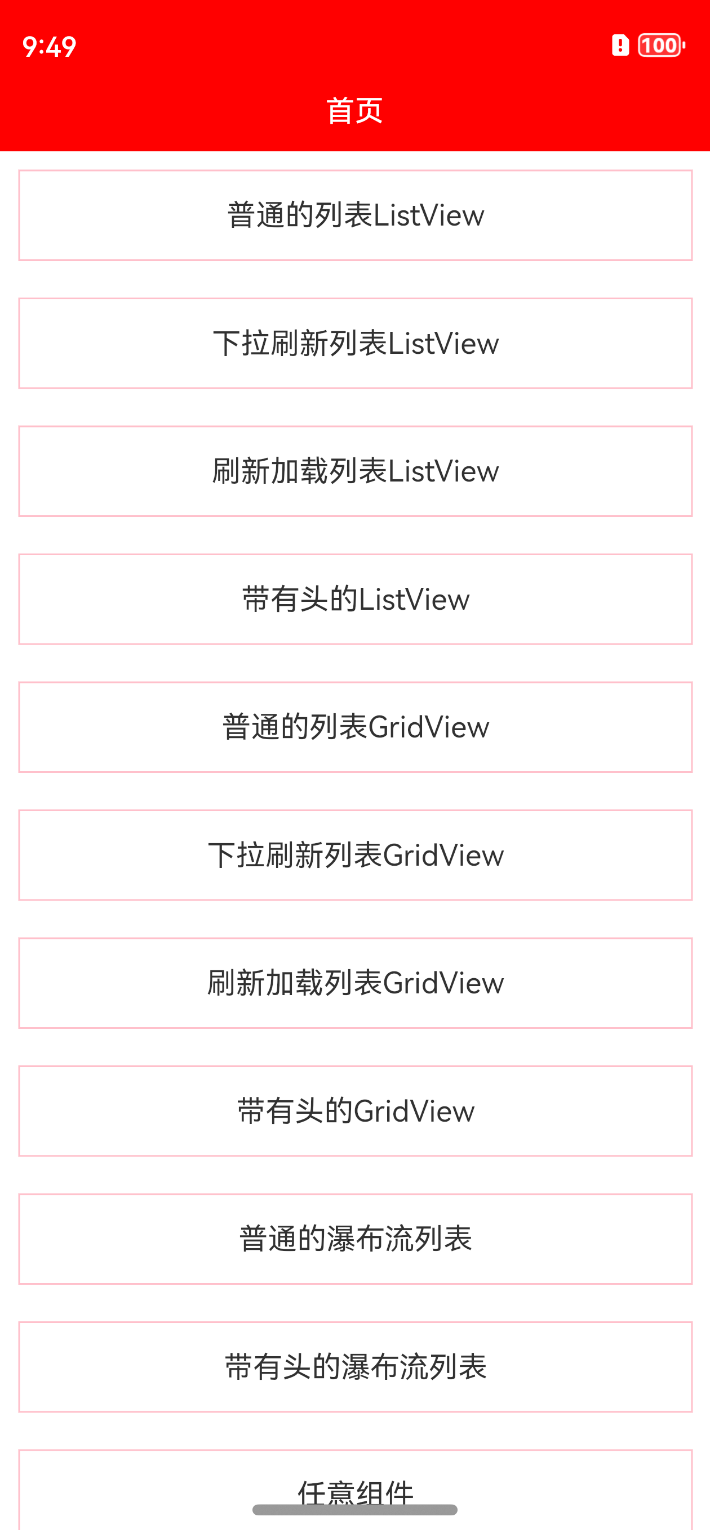 9:49
100
首页
普通的列表ListView
下拉刷新列表ListView
刷新加载列表ListView
带有头的ListView
普通的列表GridView
下拉刷新列表GridView
刷新加载列表GridView
带有头的GridView
普通的瀑布流列表
带有头的瀑布流列表
任意组件